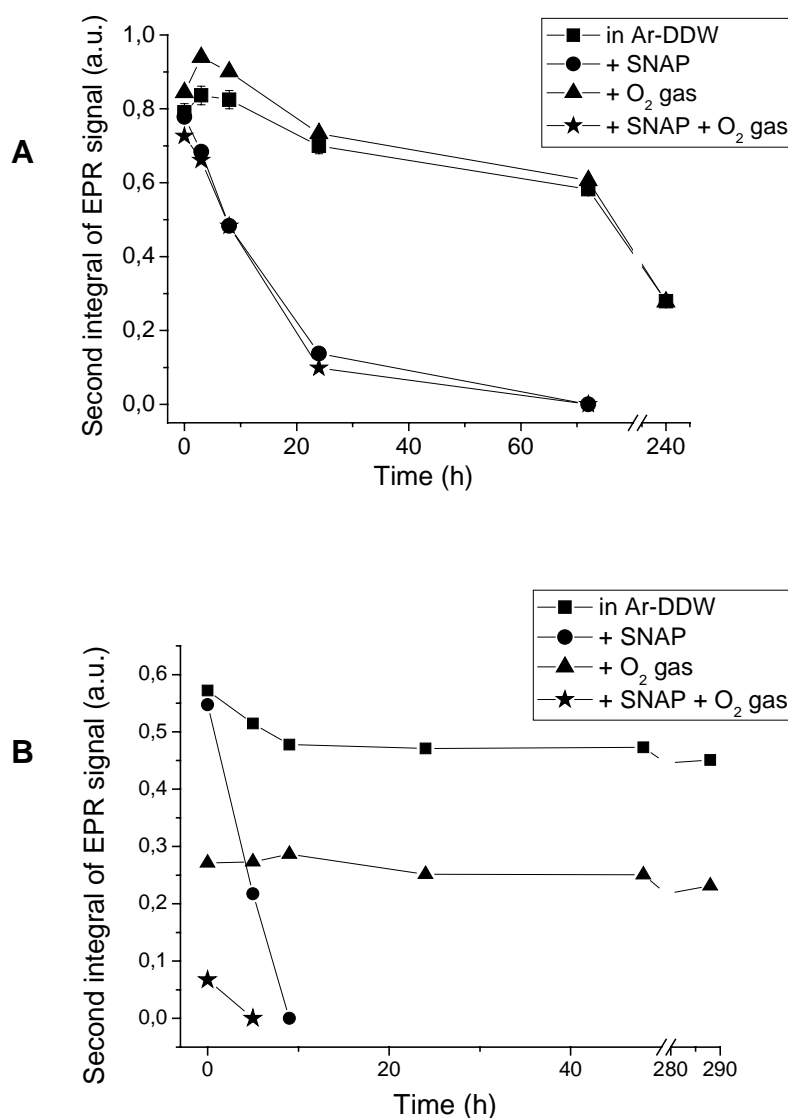 A
Second integral of EPR signal (a.u.)
1,0
0,8
0,6
0,4
0,2
0,0
0 20 40 60 240
Time (h)
in Ar-DDW
+ SNAP
+ O₂ gas
+ SNAP + O₂ gas
B
Second integral of EPR signal (a.u.)
0,6
0,5
0,4
0,3
0,2
0,1
0,0
0 20 40 280 290
Time (h)
in Ar-DDW
+ SNAP
+ O₂ gas
+ SNAP + O₂ gas